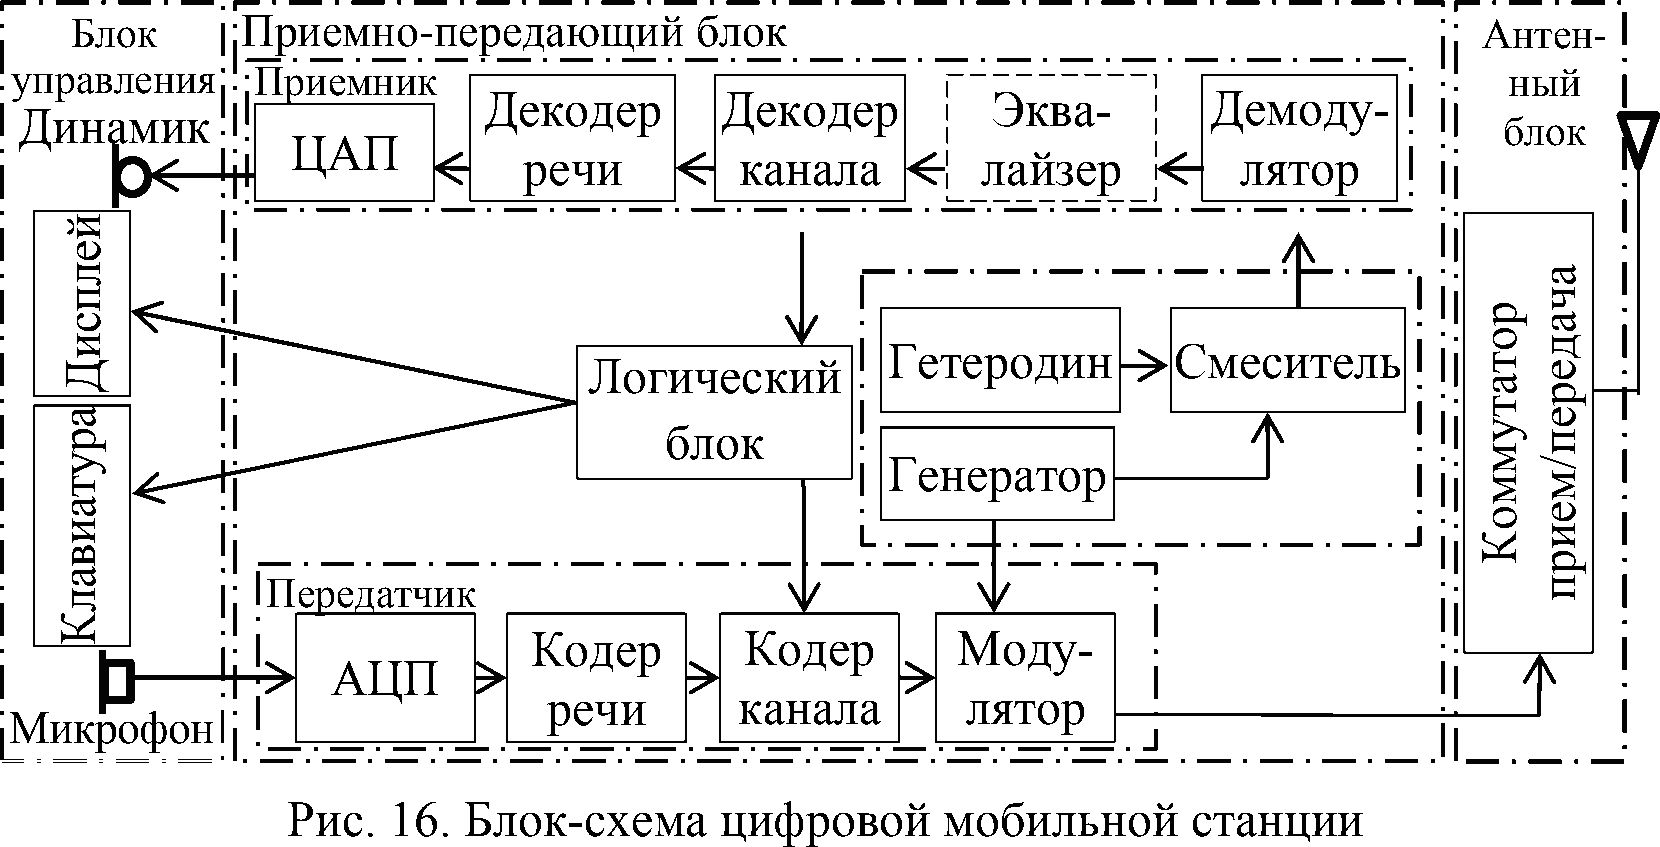 Блок
управления
Динамик
Дисплей
Клавиатура
Микрофон
Приемно-передающий блок
Приемник
ЦАП
Декодер
речи
Декодер
канала
Эква-
лайзер
Демоду-
лятор
Логический
блок
Гетеродин
Смеситель
Генератор
Передатчик
АЦП
Кодер
речи
Кодер
канала
Моду-
лятор
Антен-
ный
блок
Коммутатор
прием/передача
Рис. 16. Блок-схема цифровой мобильной станции